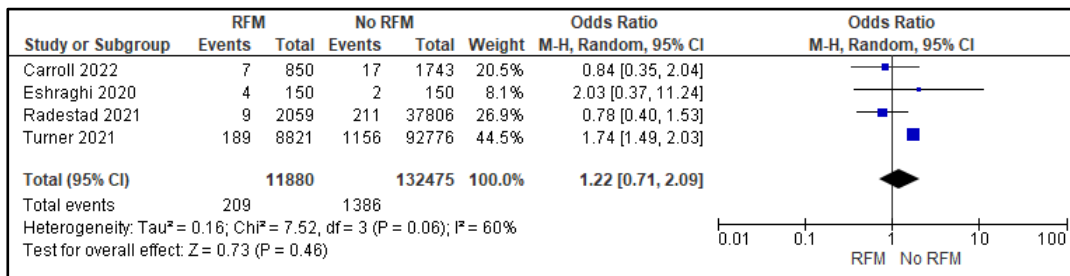 RFM No RFM Odds Ratio Odds Ratio
Study or Subgroup Events Total Events Total Weight M-H, Random, 95% CI M-H, Random, 95% CI
Carroll 2022 7 850 17 1743 20.5% 0.84 [0.35, 2.04]
Eshraghi 2020 4 150 2 150 8.1% 2.03 [0.37, 11.24]
Radestad 2021 9 2059 211 37806 26.9% 0.78 [0.40, 1.53]
Turner 2021 189 8821 1156 92776 44.5% 1.74 [1.49, 2.03]
Total (95% CI) 11880 132475 100.0% 1.22 [0.71, 2.09]
Total events 209 1386
Heterogeneity: Tau² = 0.16; Chi² = 7.52, df = 3 (P = 0.06); I² = 60%
Test for overall effect: Z = 0.73 (P = 0.46)
0.01 0.1 1 10 100
RFM No RFM